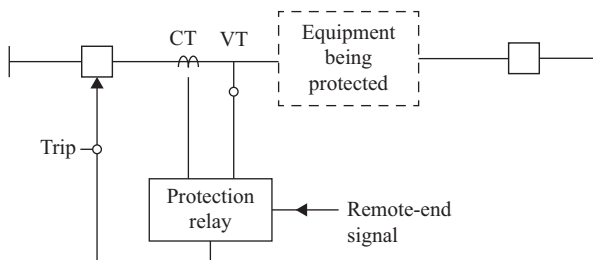 CT
VT
Equipment
being
protected
Trip
Protection
relay
Remote-end
signal